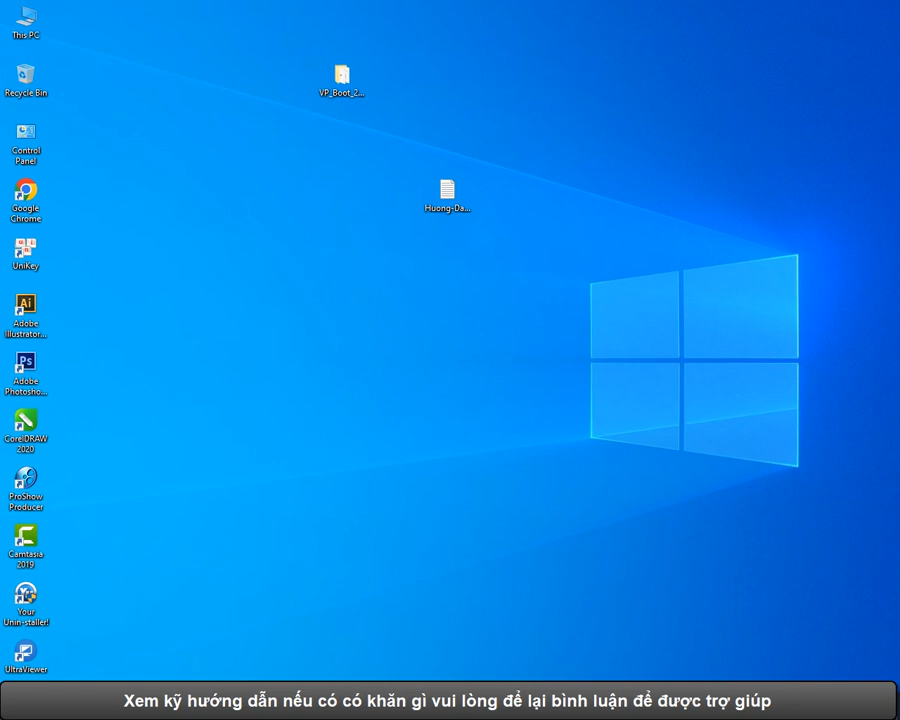 This PC
Recycle Bin
Control
Panel
Google
Chrome
UniKey
Ai
Adobe
Illustrator...
Ps
Adobe
Photosho...
CorelDRAW
2020
ProShow
Producer
Camtasia
2019
Your
Unin-staller!
UltraViewer
VP_Boot_2...
Huong-Da...
Xem kỹ hướng dẫn nếu có có khăn gì vui lòng để lại bình luận để được trợ giúp